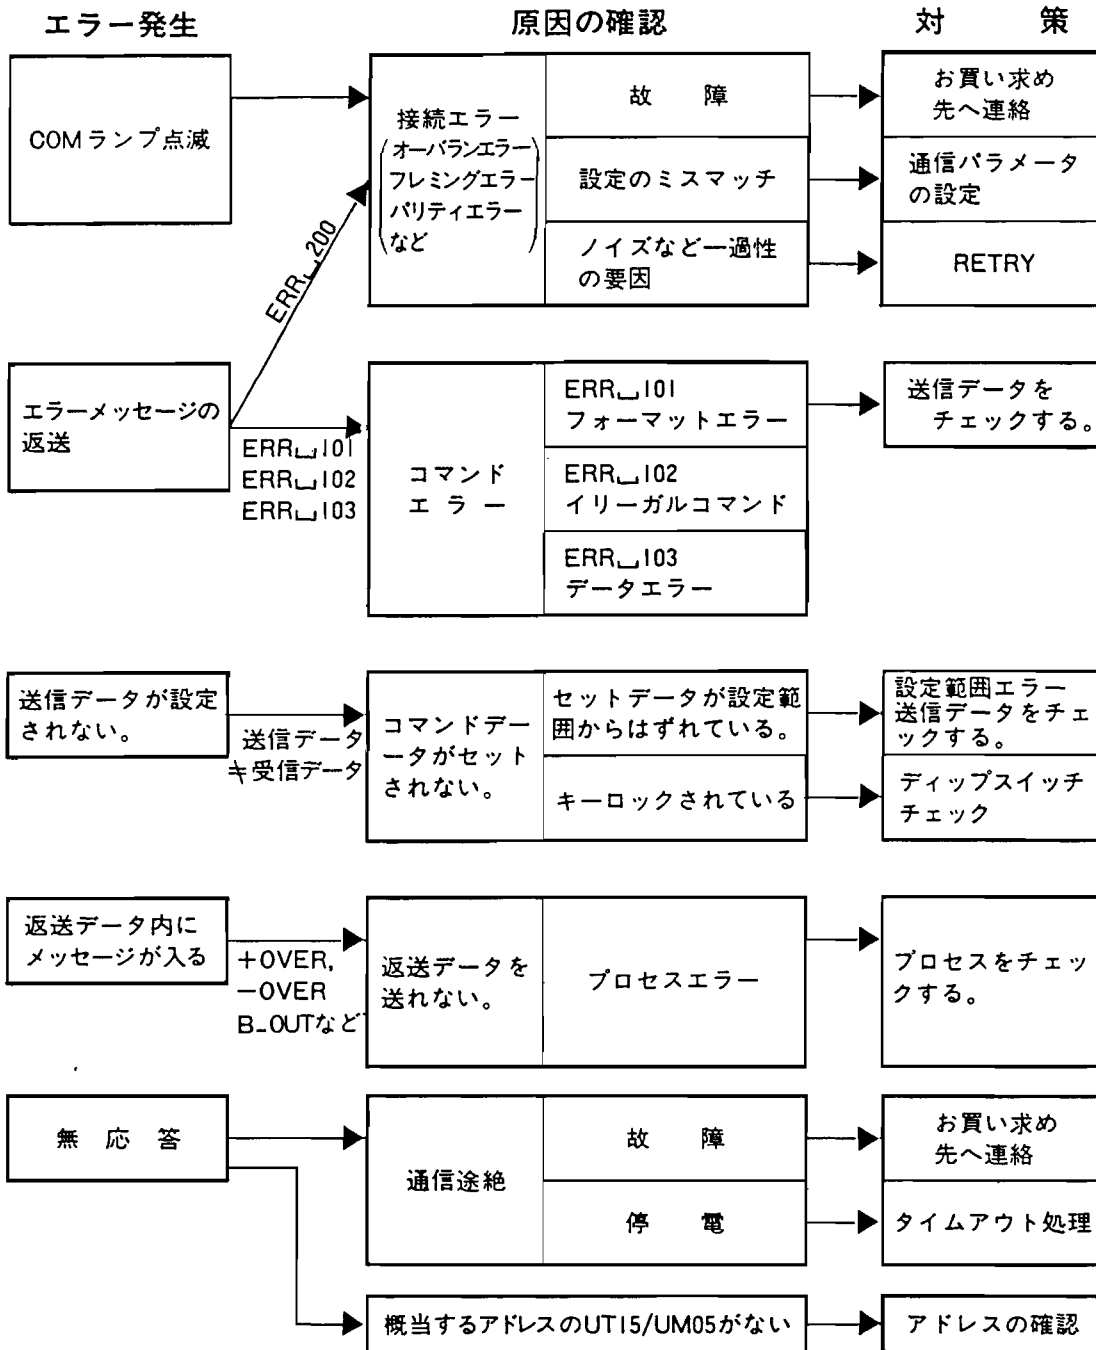 エラー発生
原因の確認
対 策
COMランプ点滅
接続エラー
(オーバランエラー
フレミングエラー
パリティエラー
など)
故 障
お買い求め
先へ連絡
設定のミスマッチ
通信パラメータ
の設定
ノイズなど一過性
の要因
RETRY
ERR␣200
エラーメッセージの
返送
ERR␣101
ERR␣102
ERR␣103
コマンド
エラー
ERR␣101
フォーマットエラー
送信データを
チェックする。
ERR␣102
イリーガルコマンド
ERR␣103
データエラー
送信データが設定
されない。
送信データ
≠受信データ
コマンドデ
ータがセット
されない。
セットデータが設定範
囲からはずれている。
設定範囲エラー
送信データをチェ
ックする。
キーロックされている
ディップスイッチ
チェック
返送データ内に
メッセージが入る
+OVER,
-OVER
B_OUTなど
返送データを
送れない。
プロセスエラー
プロセスをチェッ
クする。
無 応 答
通信途絶
故 障
お買い求め
先へ連絡
停 電
タイムアウト処理
概当するアドレスのUT15/UM05がない
アドレスの確認